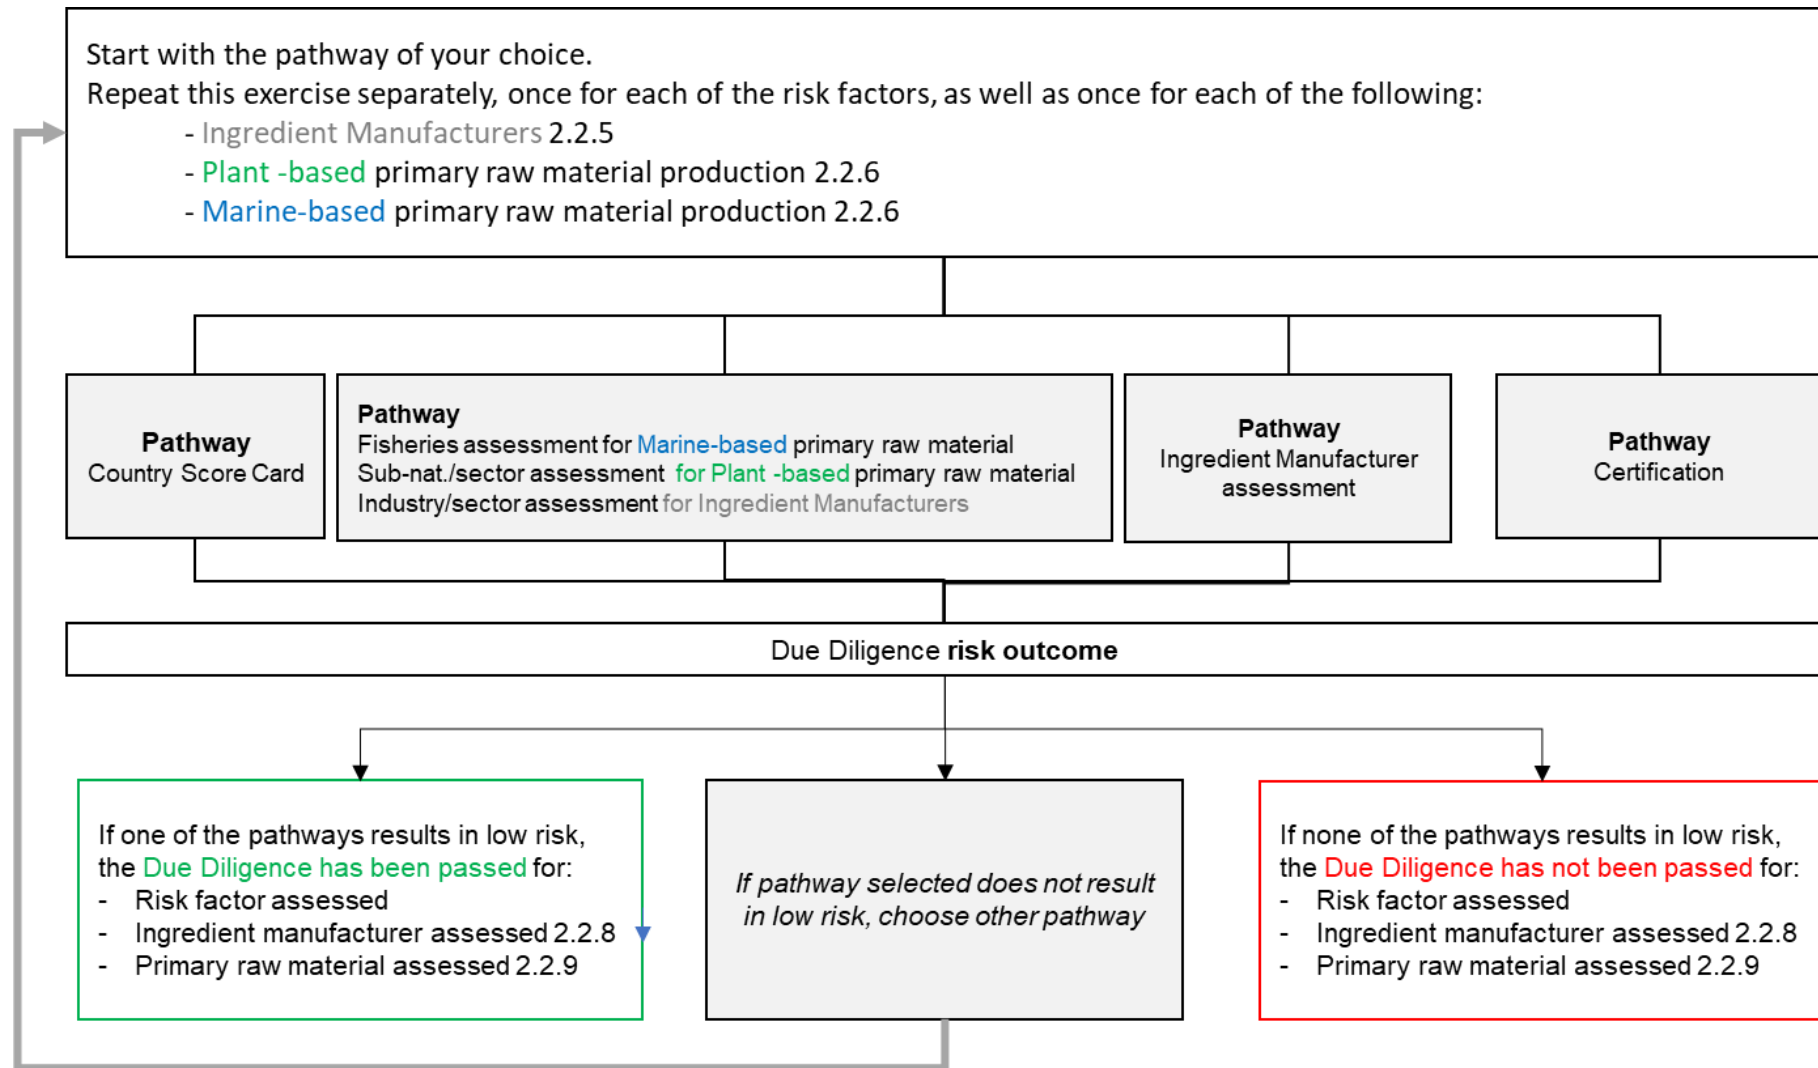 Start with the pathway of your choice.
Repeat this exercise separately, once for each of the risk factors, as well as once for each of the following:
- Ingredient Manufacturers 2.2.5
- Plant -based primary raw material production 2.2.6
- Marine-based primary raw material production 2.2.6
Pathway
Country Score Card
Pathway
Fisheries assessment for Marine-based primary raw material
Sub-nat./sector assessment for Plant -based primary raw material
Industry/sector assessment for Ingredient Manufacturers
Pathway
Ingredient Manufacturer
assessment
Pathway
Certification
Due Diligence risk outcome
If one of the pathways results in low risk,
the Due Diligence has been passed for:
- Risk factor assessed
- Ingredient manufacturer assessed 2.2.8
- Primary raw material assessed 2.2.9
If pathway selected does not result
in low risk, choose other pathway
If none of the pathways results in low risk,
the Due Diligence has not been passed for:
- Risk factor assessed
- Ingredient manufacturer assessed 2.2.8
- Primary raw material assessed 2.2.9